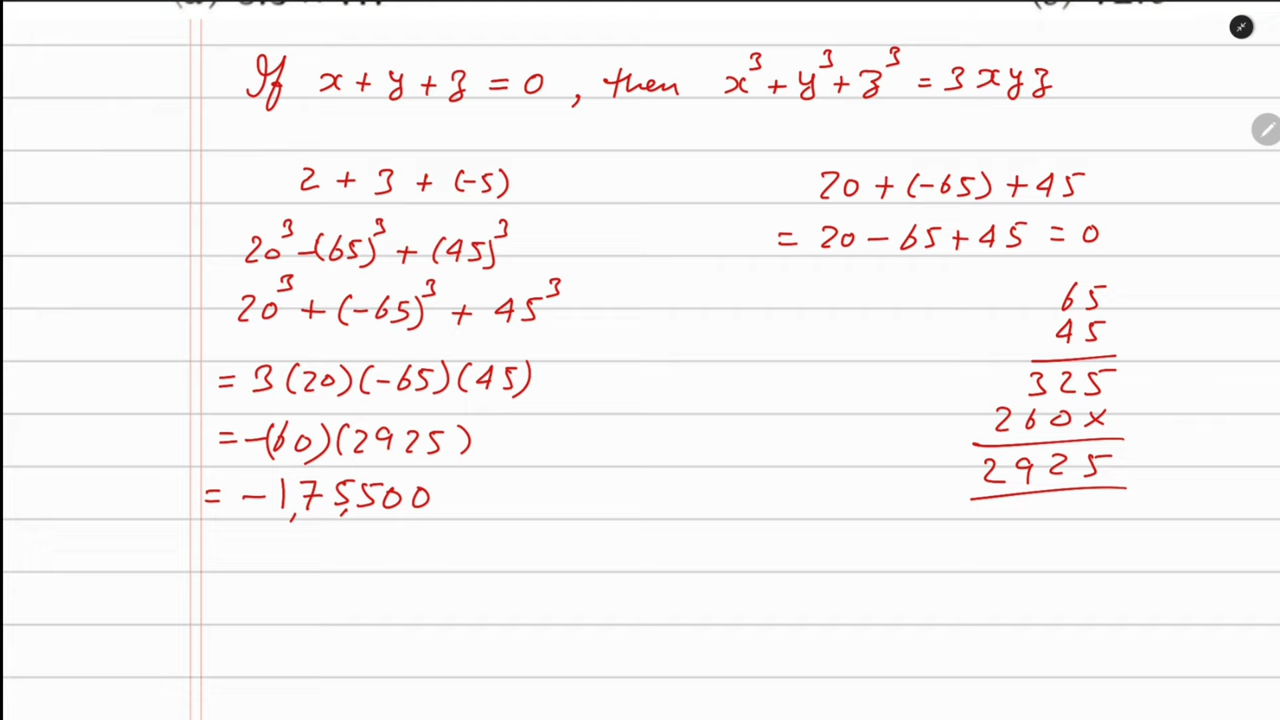 If x + y + z = 0, then x³ + y³ + z³ = 3xyz
2 + 3 + (-5)
20³ -(65)³ + (45)³
20³ + (-65)³ + 45³
= 3(20)(-65)(45)
= -(60)(2925)
= -1,75,500
20 + (-65) + 45
= 20 - 65 + 45 = 0
65
45
325
260x
2925